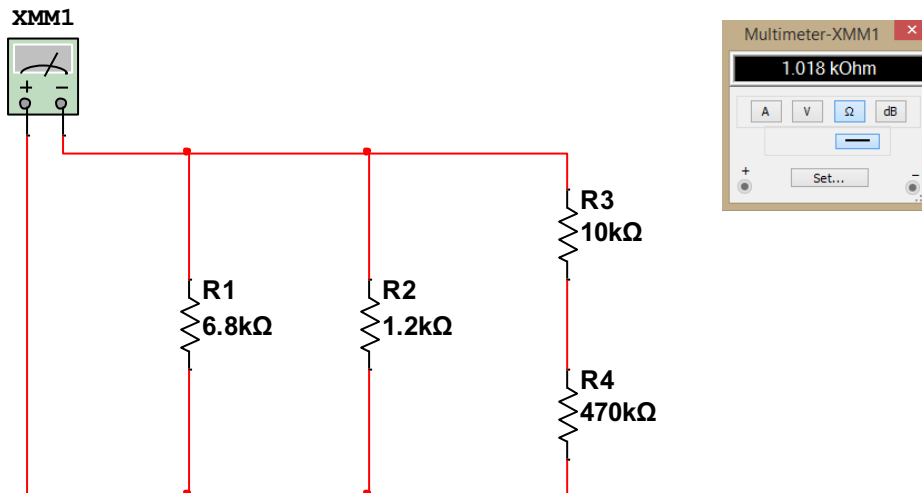 XMM1
+ −
R1
6.8kΩ
R2
1.2kΩ
R3
10kΩ
R4
470kΩ
Multimeter-XMM1 ×
1.018 kOhm
A V Ω dB
+ Set... −